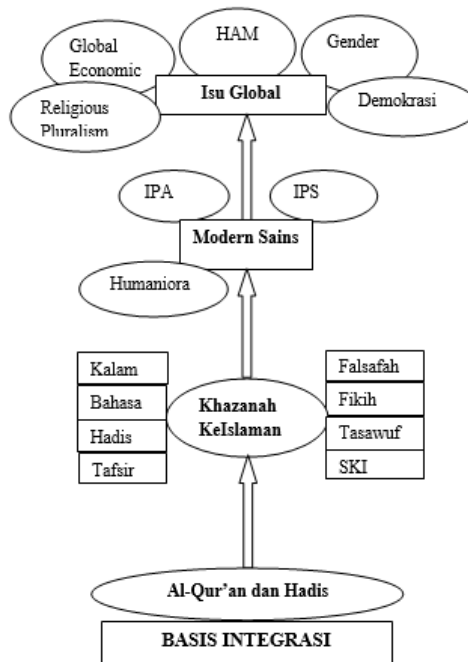 HAM
Global
Economic
Gender
Isu Global
Religious
Pluralism
Demokrasi
IPA
IPS
Modern Sains
Humaniora
Kalam
Bahasa
Hadis
Tafsir
Khazanah
KeIslaman
Falsafah
Fikih
Tasawuf
SKI
Al-Qur’an dan Hadis
BASIS INTEGRASI